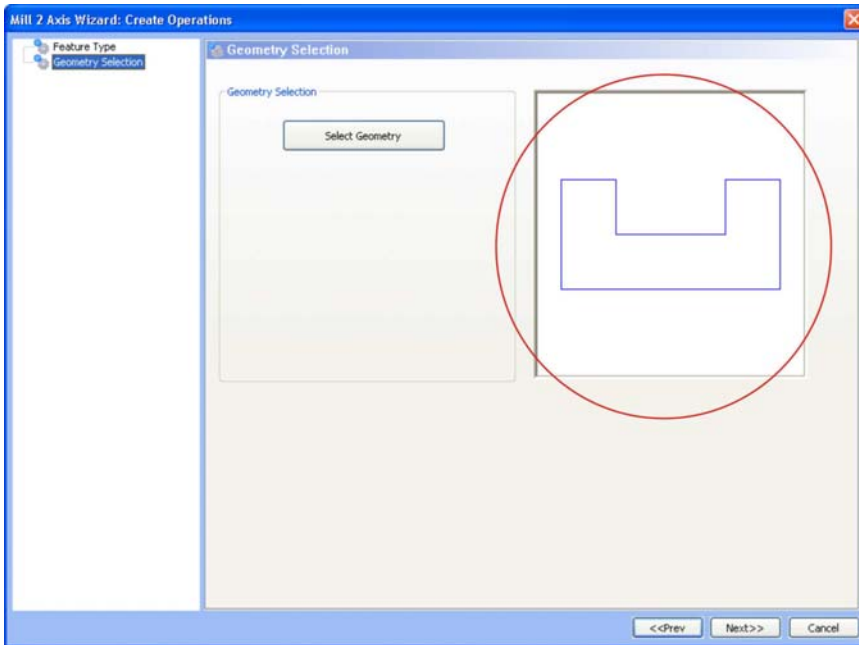 Mill 2 Axis Wizard: Create Operations
Feature Type
Geometry Selection
Geometry Selection
Geometry Selection
Select Geometry
<<Prev
Next>>
Cancel